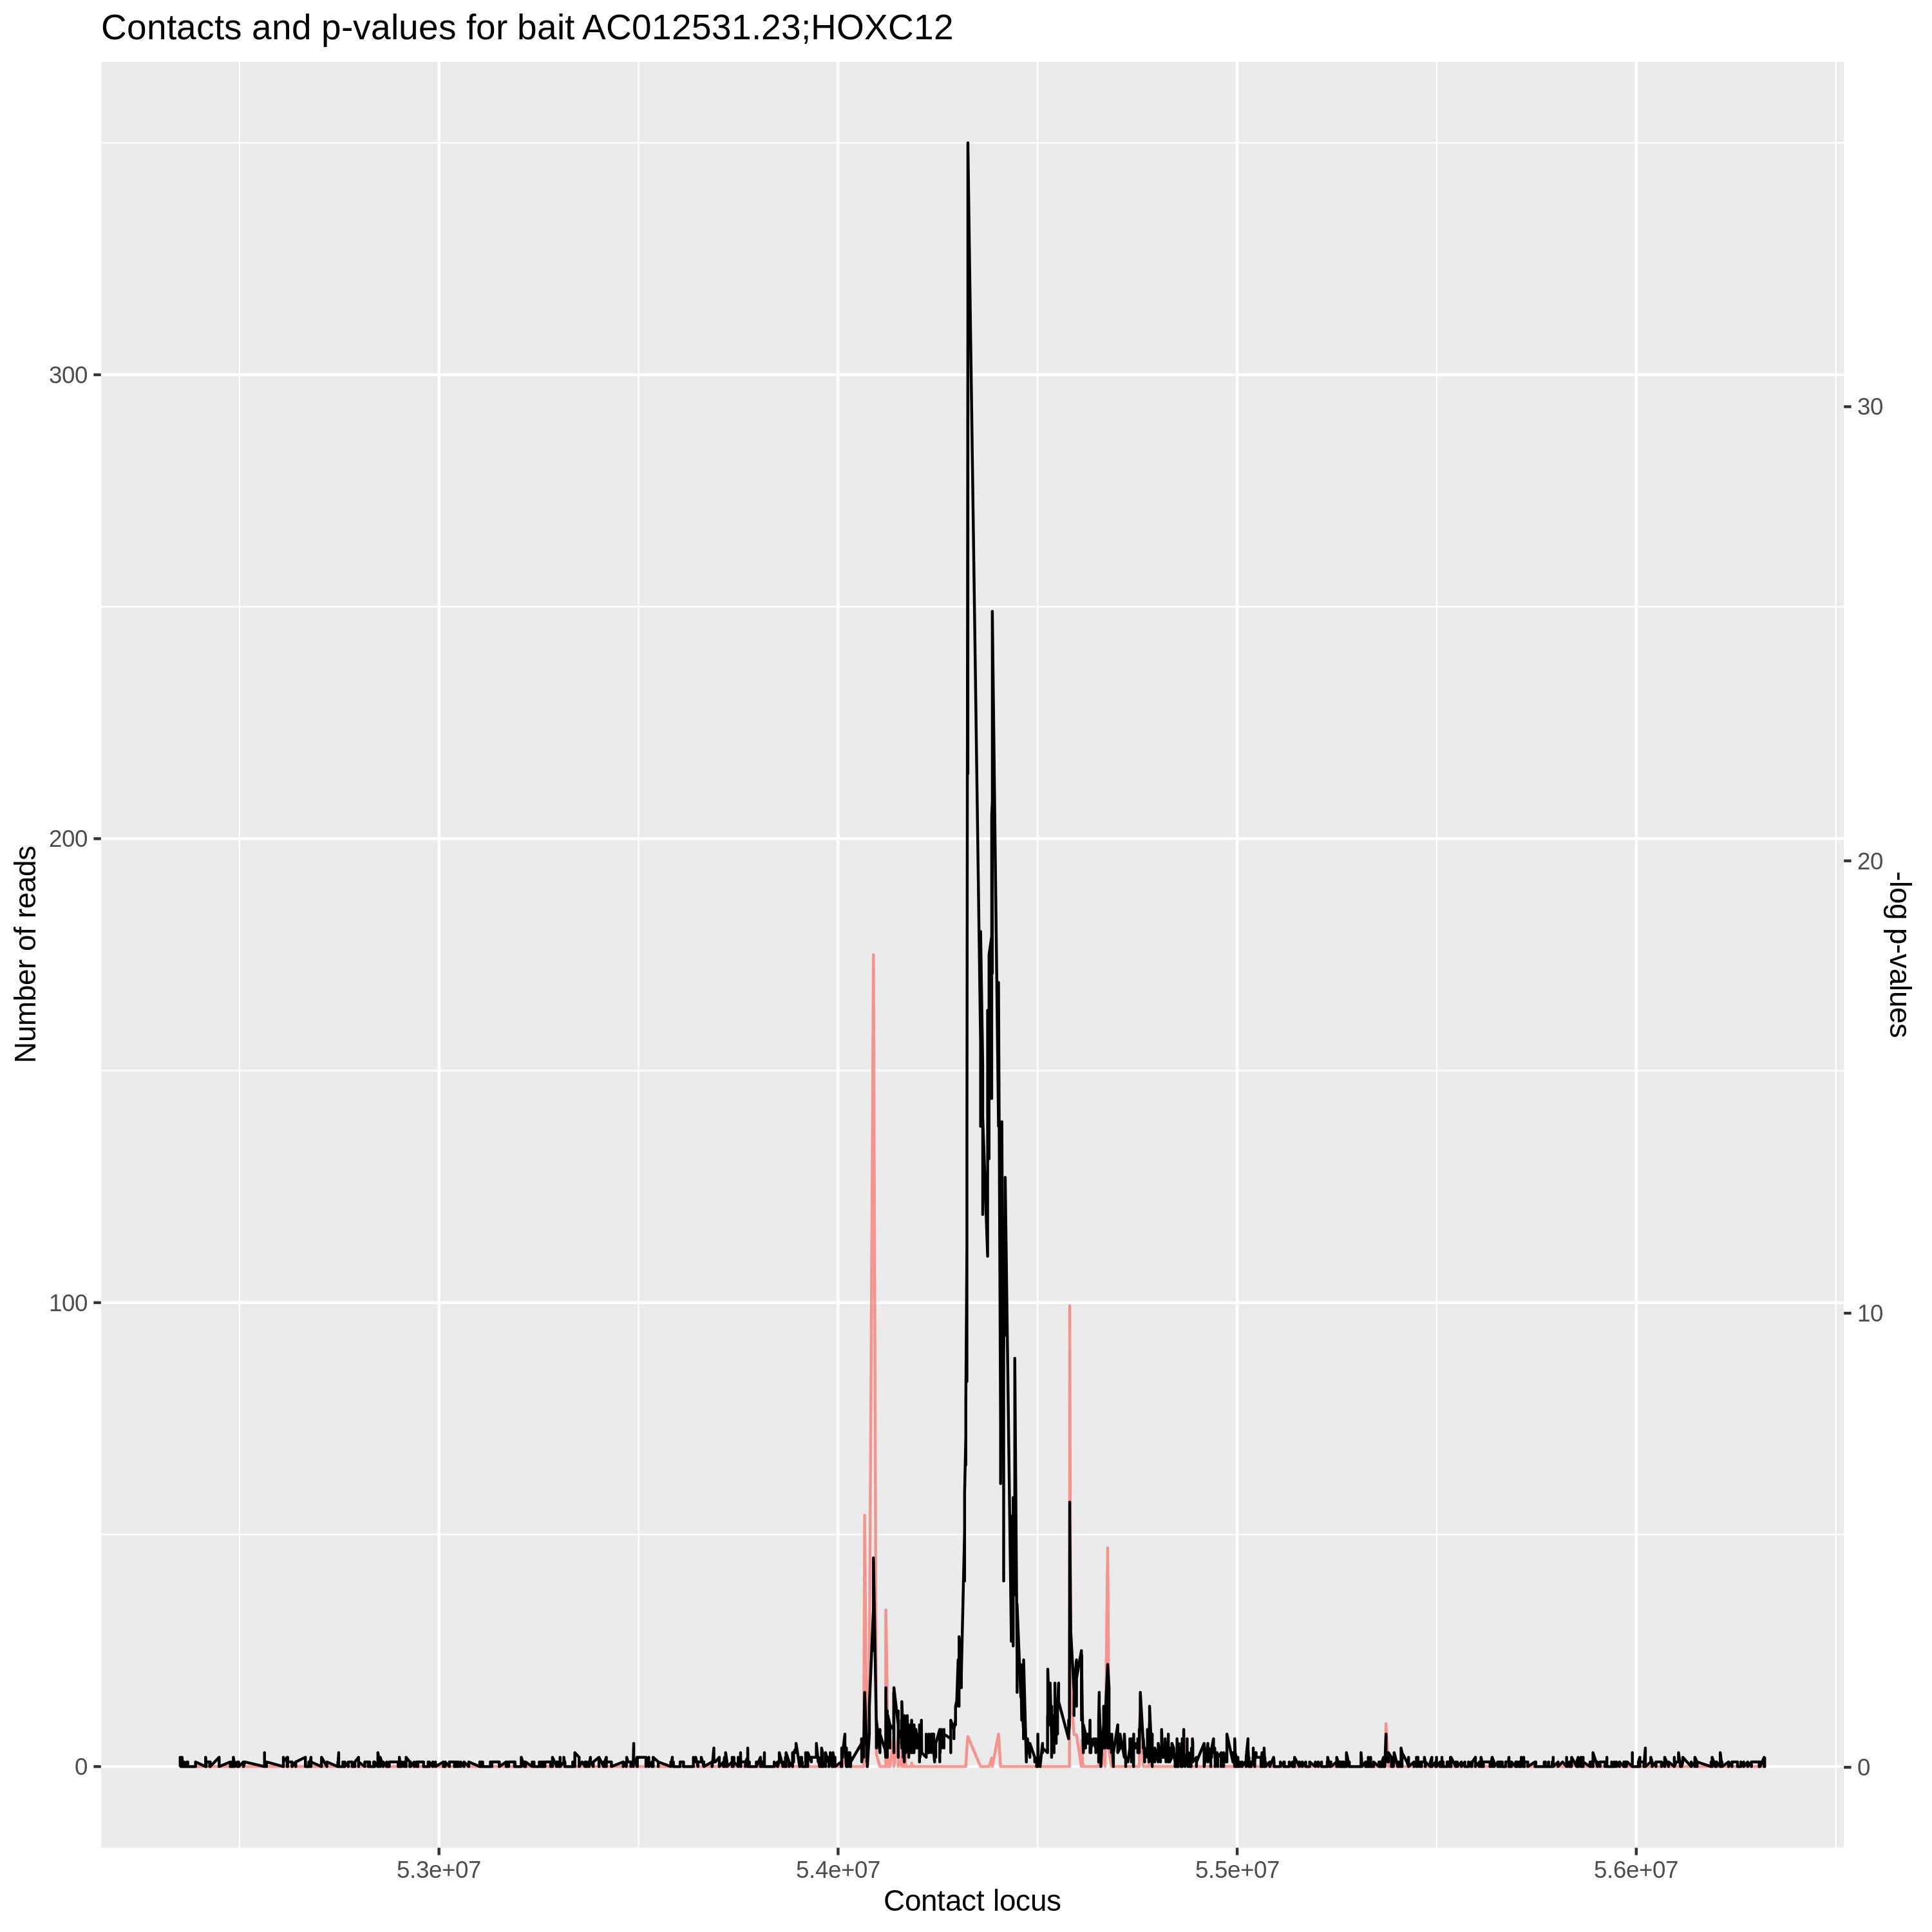 Contacts and p-values for bait AC012531.23;HOXC12
Number of reads
300
200
100
0
30
20
10
0
-log p-values
5.3e+07
5.4e+07
5.5e+07
5.6e+07
Contact locus